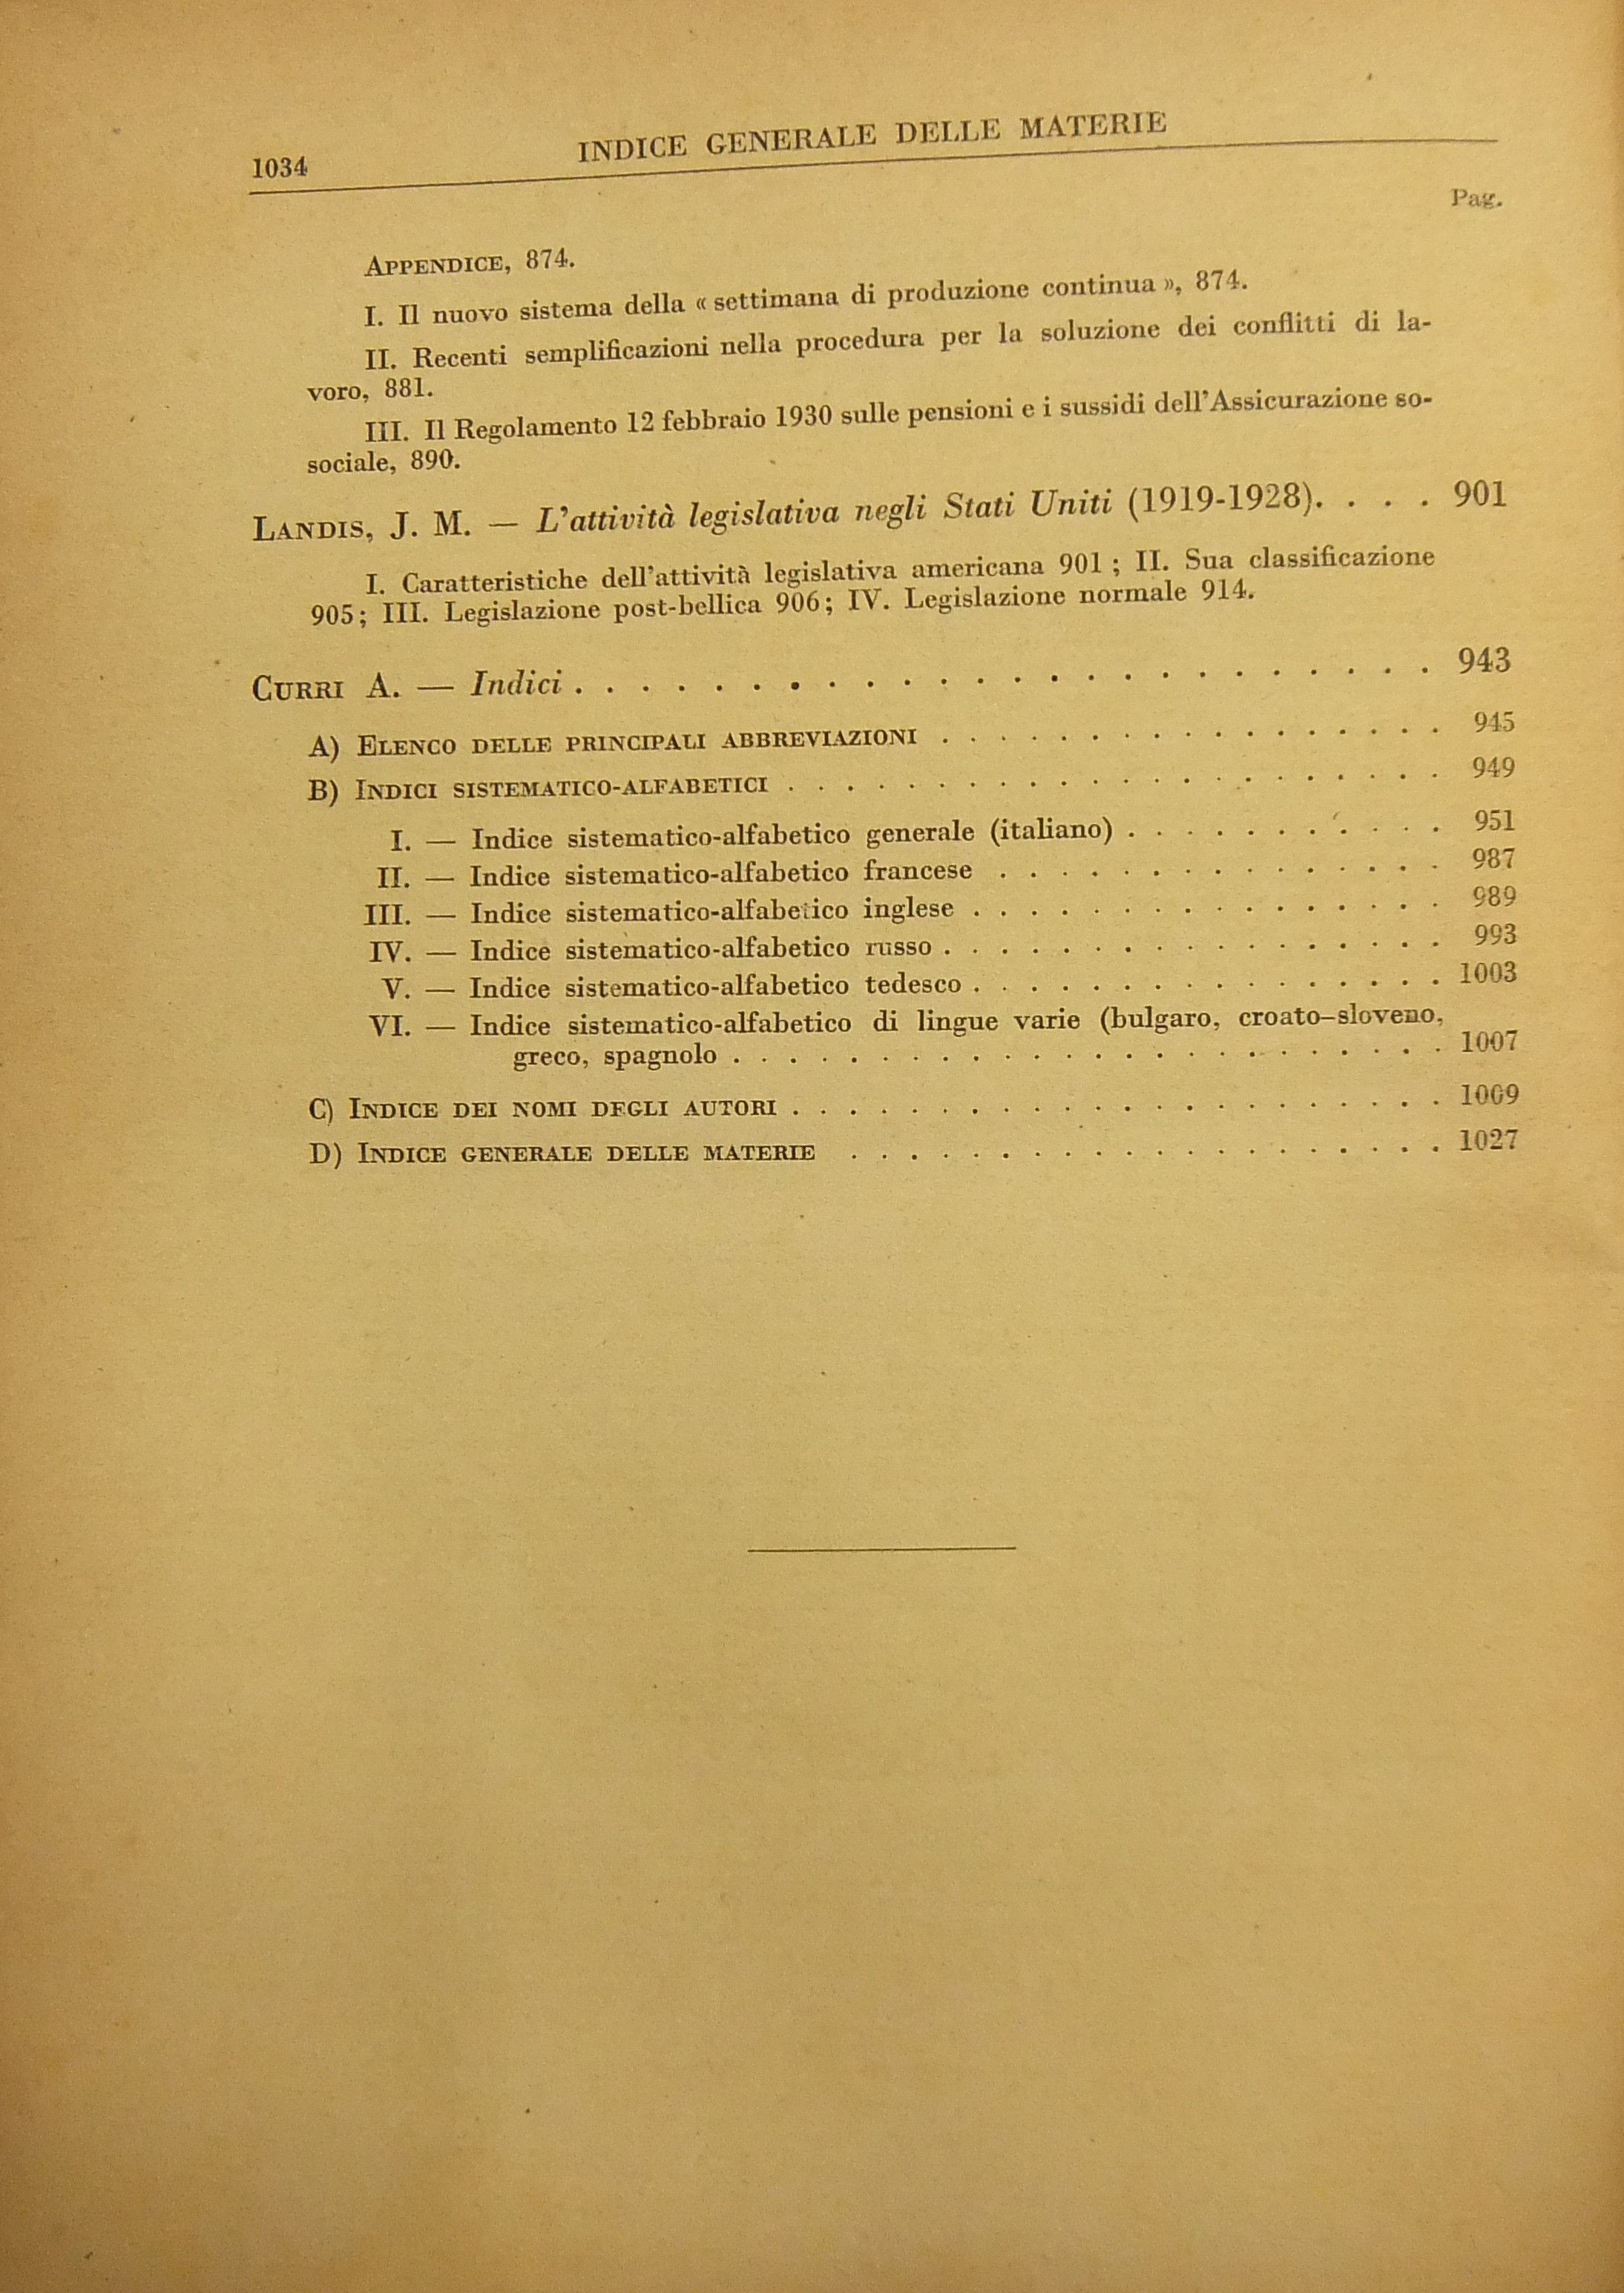 1034
INDICE GENERALE DELLE MATERIE
Pag.
APPENDICE, 874.
I. Il nuovo sistema della « settimana di produzione continua », 874.
II. Recenti semplificazioni nella procedura per la soluzione dei conflitti di la-
voro, 881.
III. Il Regolamento 12 febbraio 1930 sulle pensioni e i sussidi dell'Assicurazione so-
sociale, 890.
LANDIS, J. M. — L'attività legislativa negli Stati Uniti (1919-1928). . . . 901
I. Caratteristiche dell'attività legislativa americana 901 ; II. Sua classificazione
905; III. Legislazione post-bellica 906; IV. Legislazione normale 914.
CURRI A. — Indici . . . . . . . . . . . . . . . . . . . . . . . 943
A) ELENCO DELLE PRINCIPALI ABBREVIAZIONI . . . . . . . . . . . . . . . . . 945
B) INDICI SISTEMATICO-ALFABETICI . . . . . . . . . . . . . . . . . . . . . . 949
I. — Indice sistematico-alfabetico generale (italiano) . . . . . . . . . . . 951
II. — Indice sistematico-alfabetico francese . . . . . . . . . . . . . . . 987
III. — Indice sistematico-alfabetico inglese . . . . . . . . . . . . . . . . 989
IV. — Indice sistematico-alfabetico russo . . . . . . . . . . . . . . . . . 993
V. — Indice sistematico-alfabetico tedesco . . . . . . . . . . . . . . . . 1003
VI. — Indice sistematico-alfabetico di lingue varie (bulgaro, croato-sloveno,
greco, spagnolo . . . . . . . . . . . . . . . . . . . . . . . . 1007
C) INDICE DEI NOMI DEGLI AUTORI . . . . . . . . . . . . . . . . . . . . . . 1009
D) INDICE GENERALE DELLE MATERIE . . . . . . . . . . . . . . . . . . . . 1027